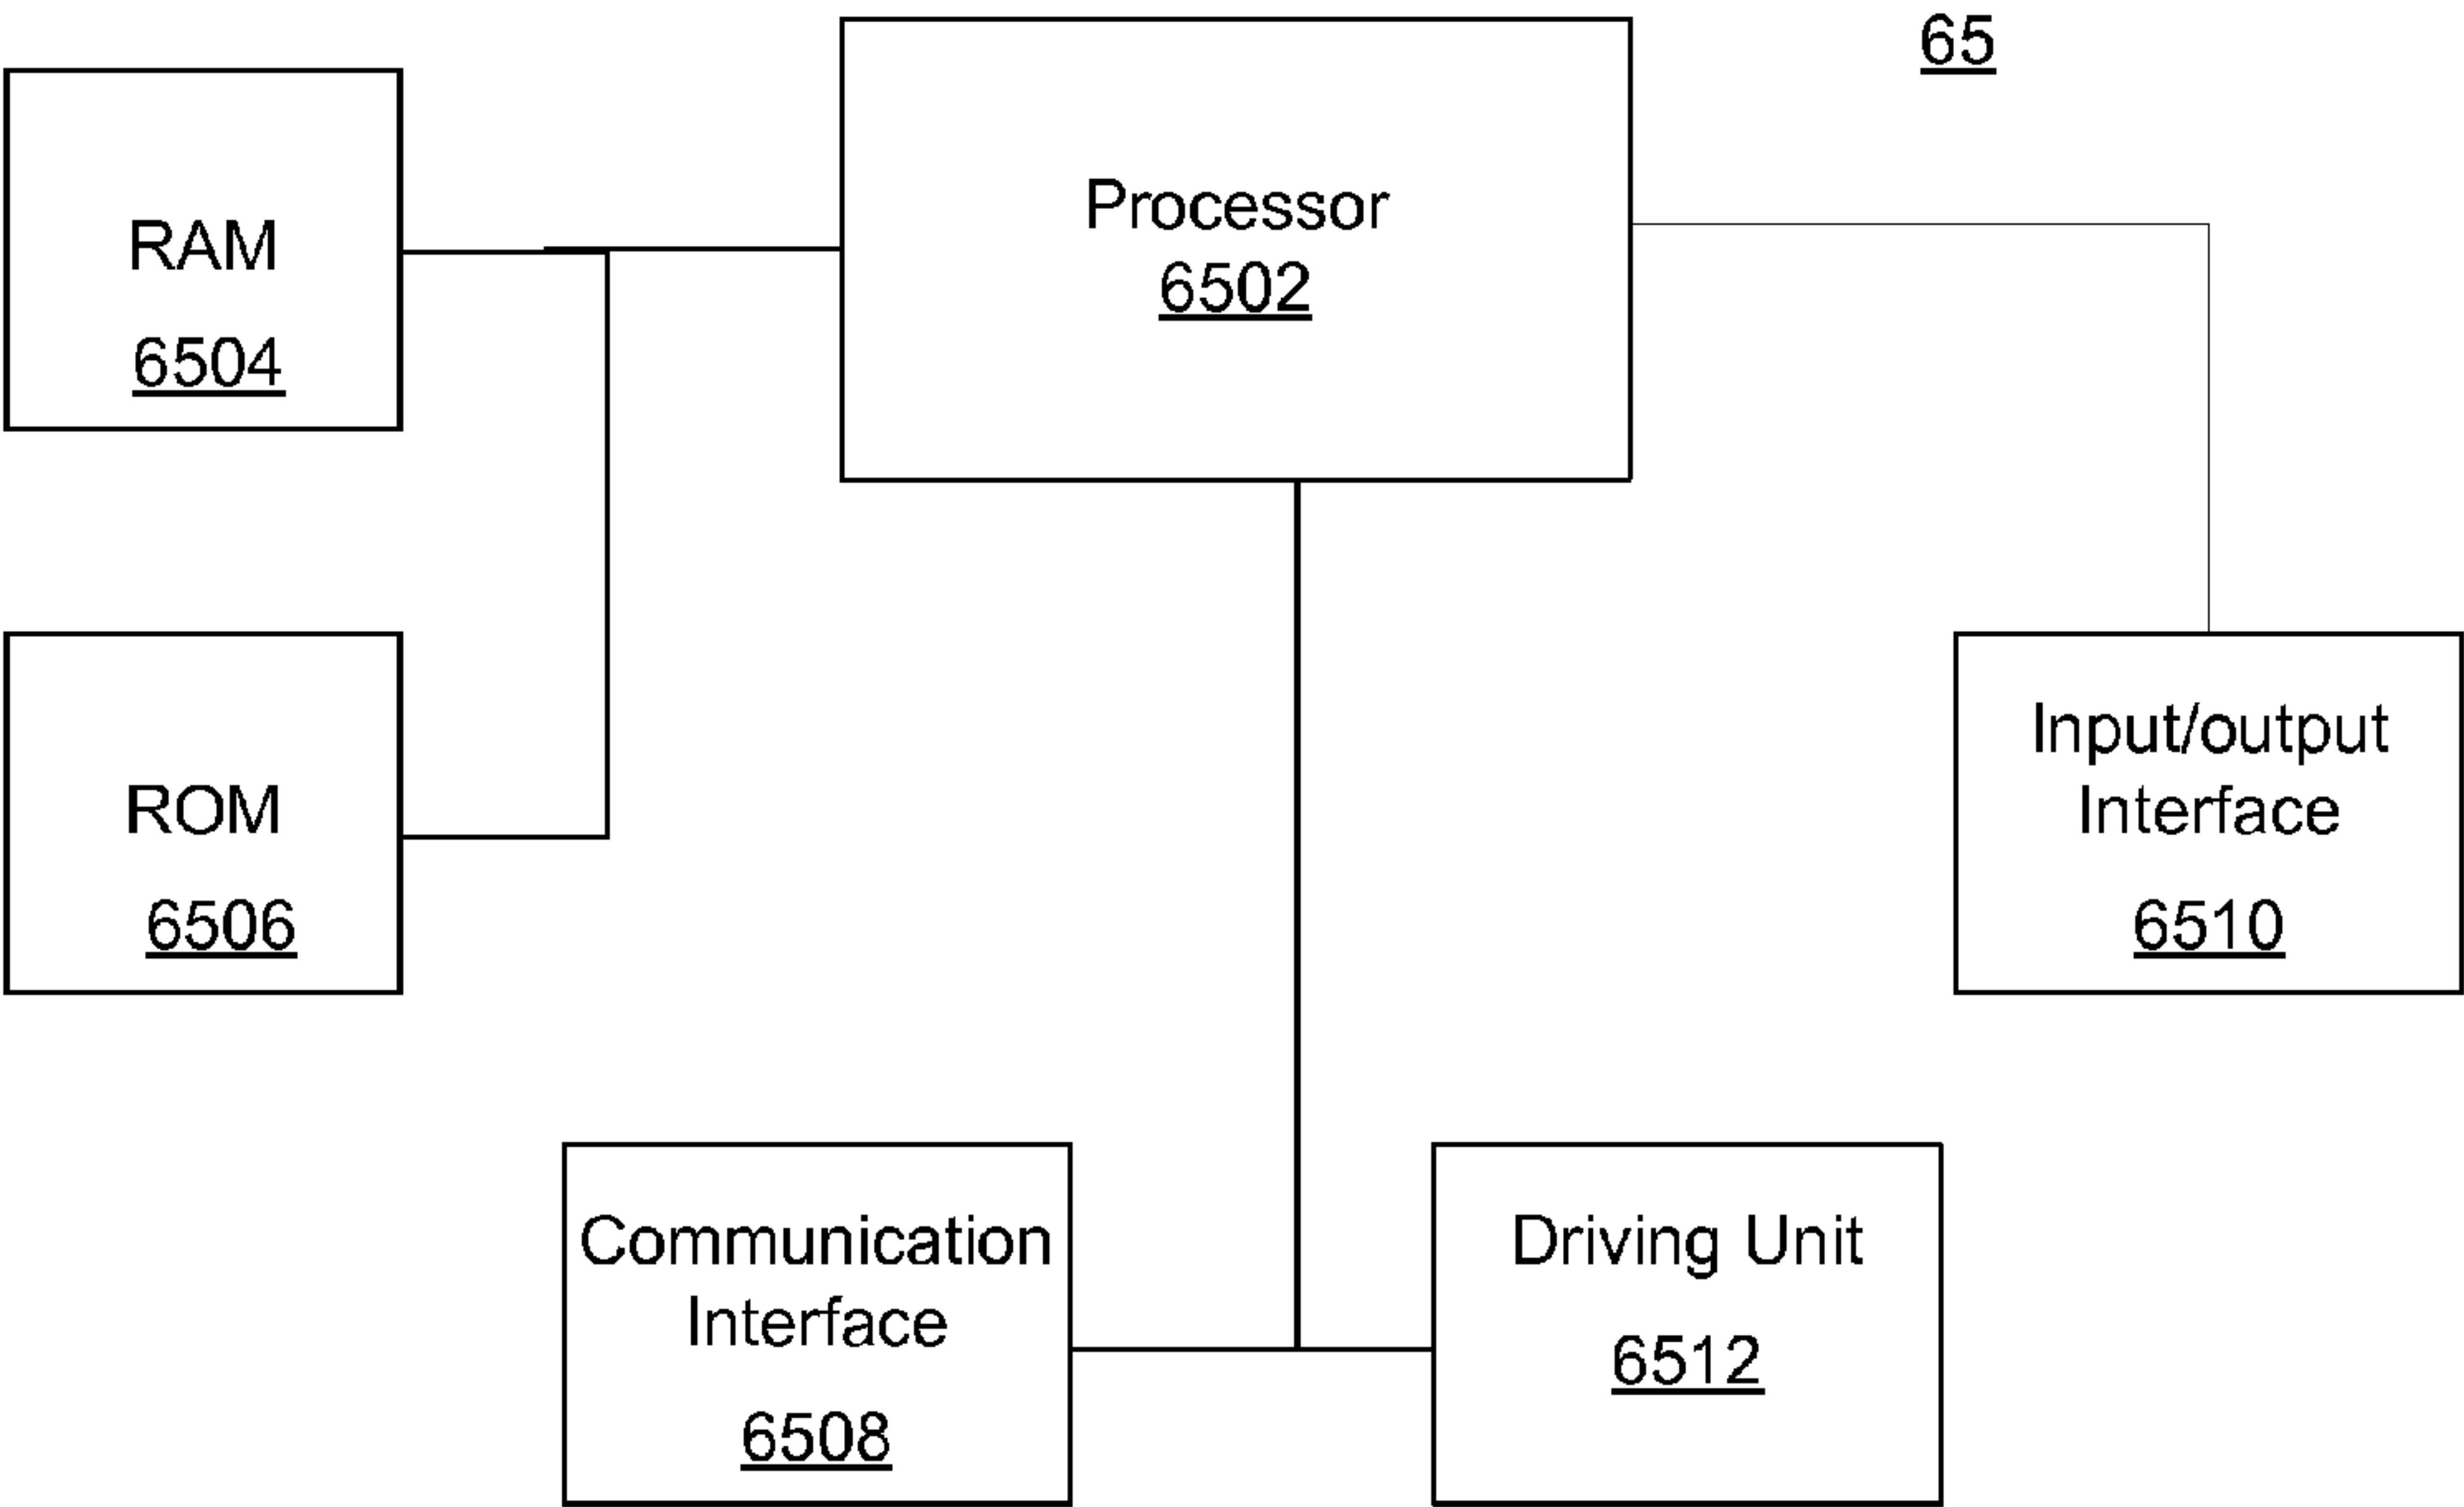 65
Processor
6502
RAM
6504
ROM
6506
Input/output
Interface
6510
Communication
Interface
6508
Driving Unit
6512